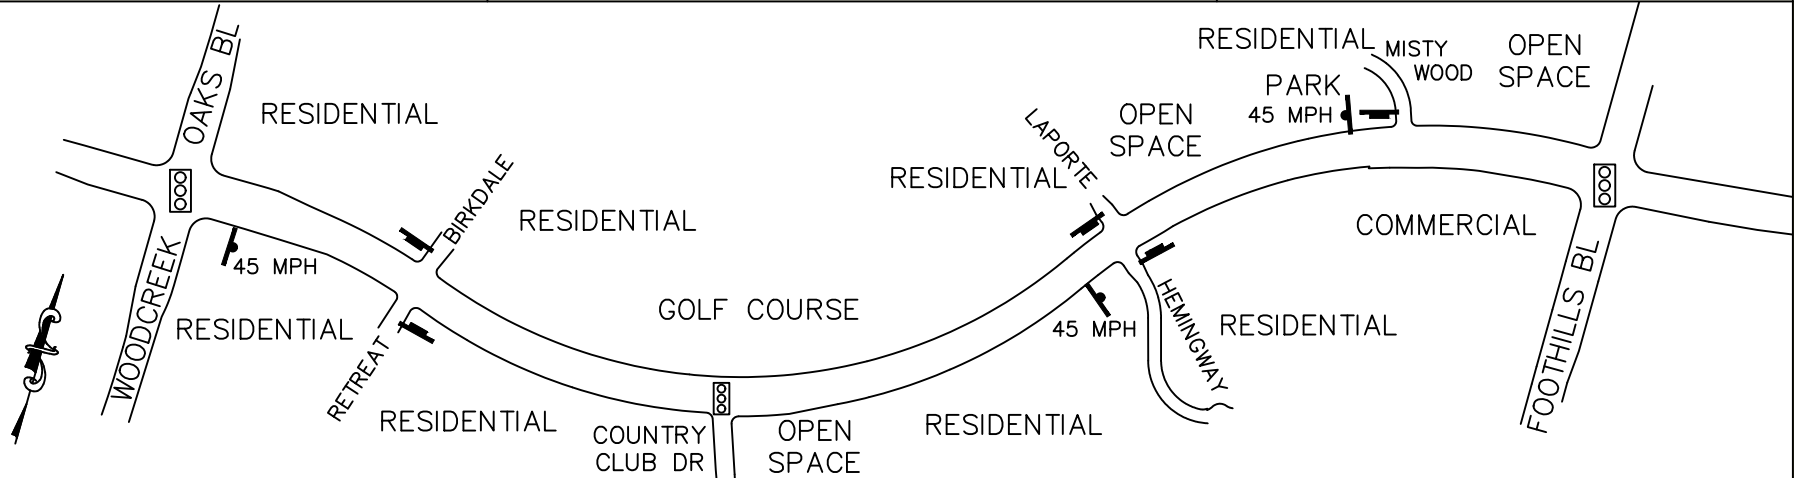 WOODCREEK OAKS BL
RESIDENTIAL
45 MPH
RESIDENTIAL
BIRKDALE
RETREAT
RESIDENTIAL
RESIDENTIAL
GOLF COURSE
COUNTRY
CLUB DR
OPEN
SPACE
RESIDENTIAL
LAPORTE
RESIDENTIAL
OPEN
SPACE
45 MPH
HEMINGWAY
RESIDENTIAL
RESIDENTIAL
PARK
45 MPH
MISTY
WOOD
OPEN
SPACE
COMMERCIAL
FOOTHILLS BL